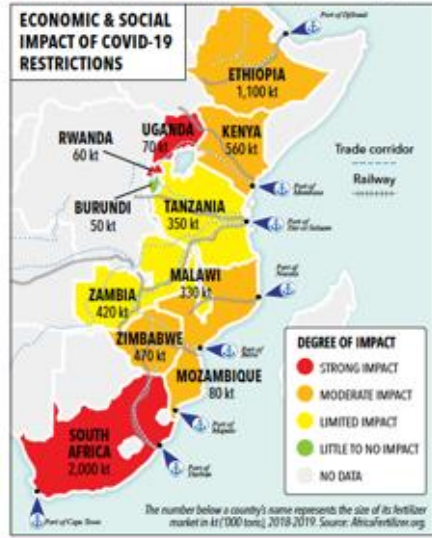 ECONOMIC & SOCIAL
IMPACT OF COVID-19
RESTRICTIONS
Port of Djibouti
ETHIOPIA
1,100 kt
UGANDA
70 kt
KENYA
560 kt
RWANDA
60 kt
Trade corridor
Railway
Port of Mombasa
BURUNDI
50 kt
TANZANIA
350 kt
Port of
Dar es Salaam
MALAWI
330 kt
Port of
ZAMBIA
420 kt
ZIMBABWE
470 kt
Port of
Beira
MOZAMBIQUE
80 kt
Port of
Maputo
SOUTH
AFRICA
2,000 kt
Port of
Durban
Port of Cape Town
DEGREE OF IMPACT
STRONG IMPACT
MODERATE IMPACT
LIMITED IMPACT
LITTLE TO NO IMPACT
NO DATA
The number below a country's name represents the size of its fertilizer
market in kt ('000 tons), 2018-2019. Source: AfricaFertilizer.org.